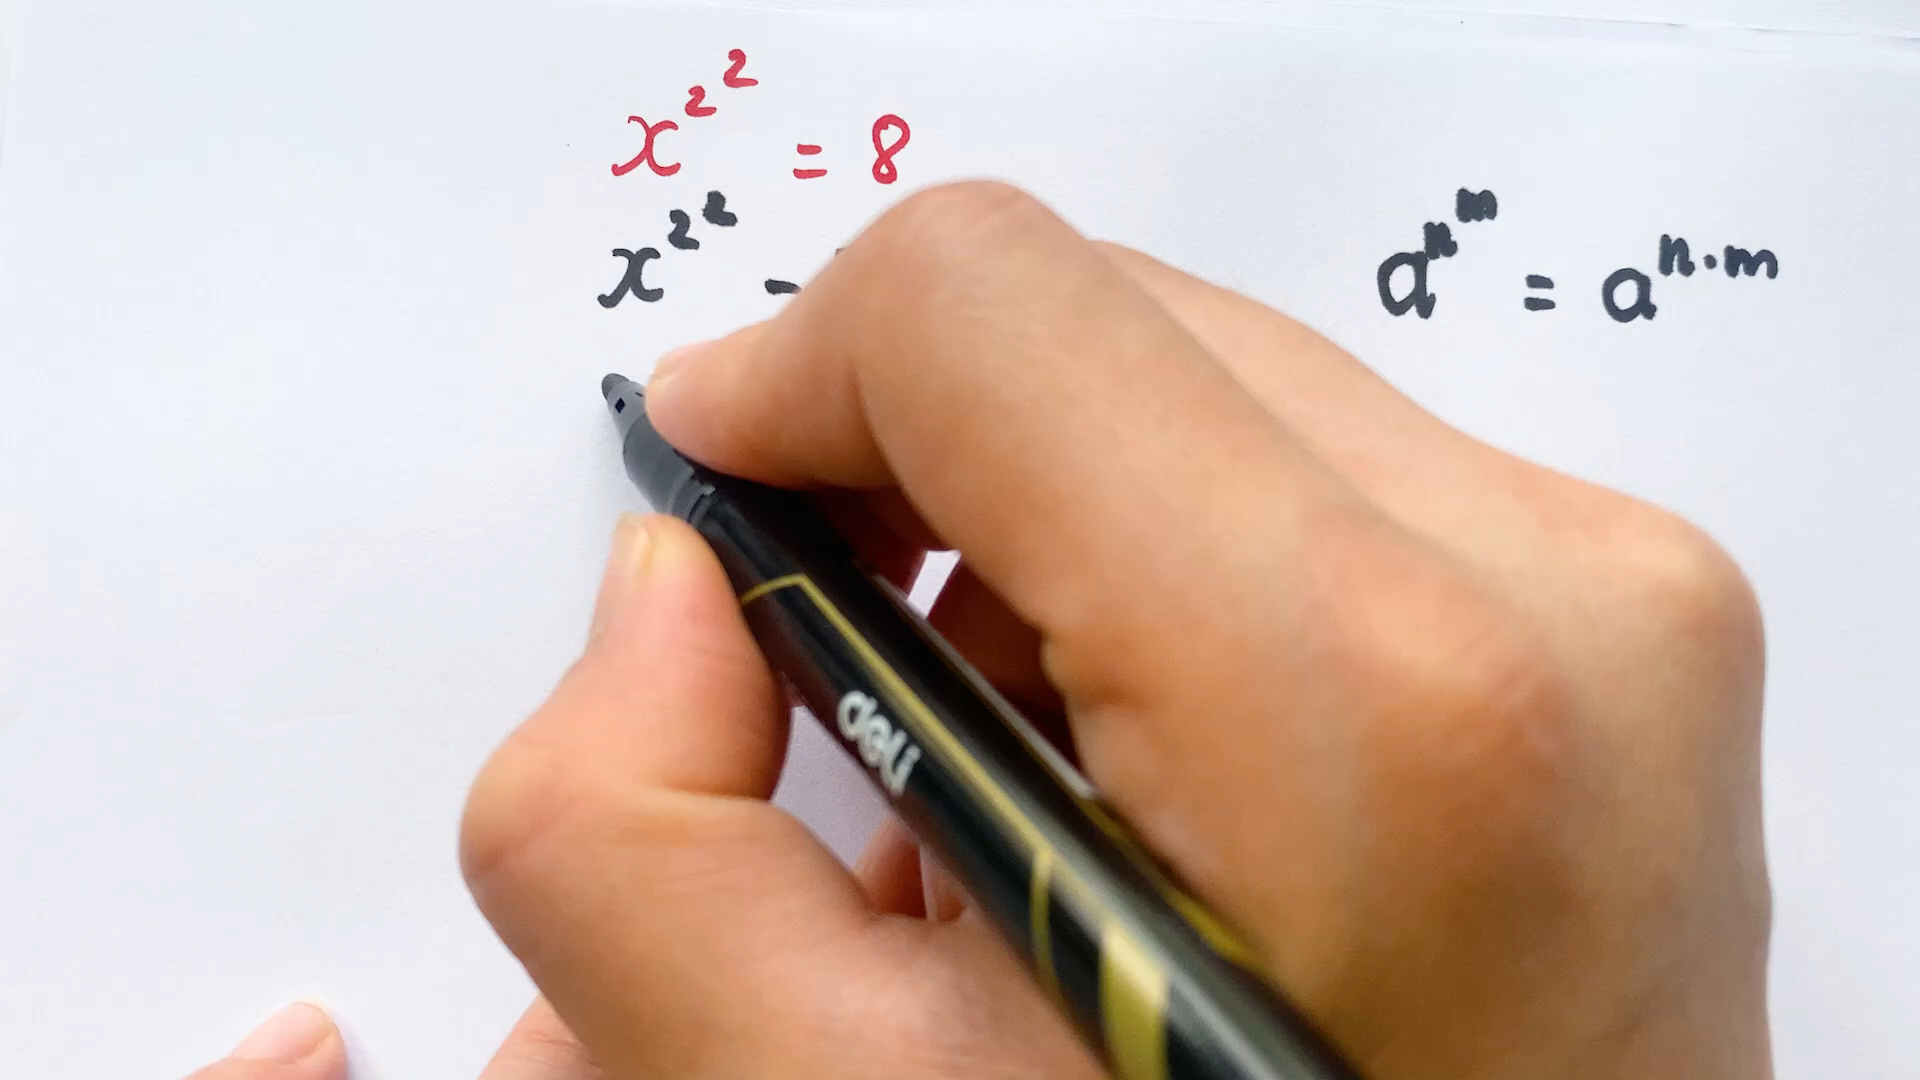 x^2^2 = 8
x^2^2 -
a^n^m = a^n·m
deli